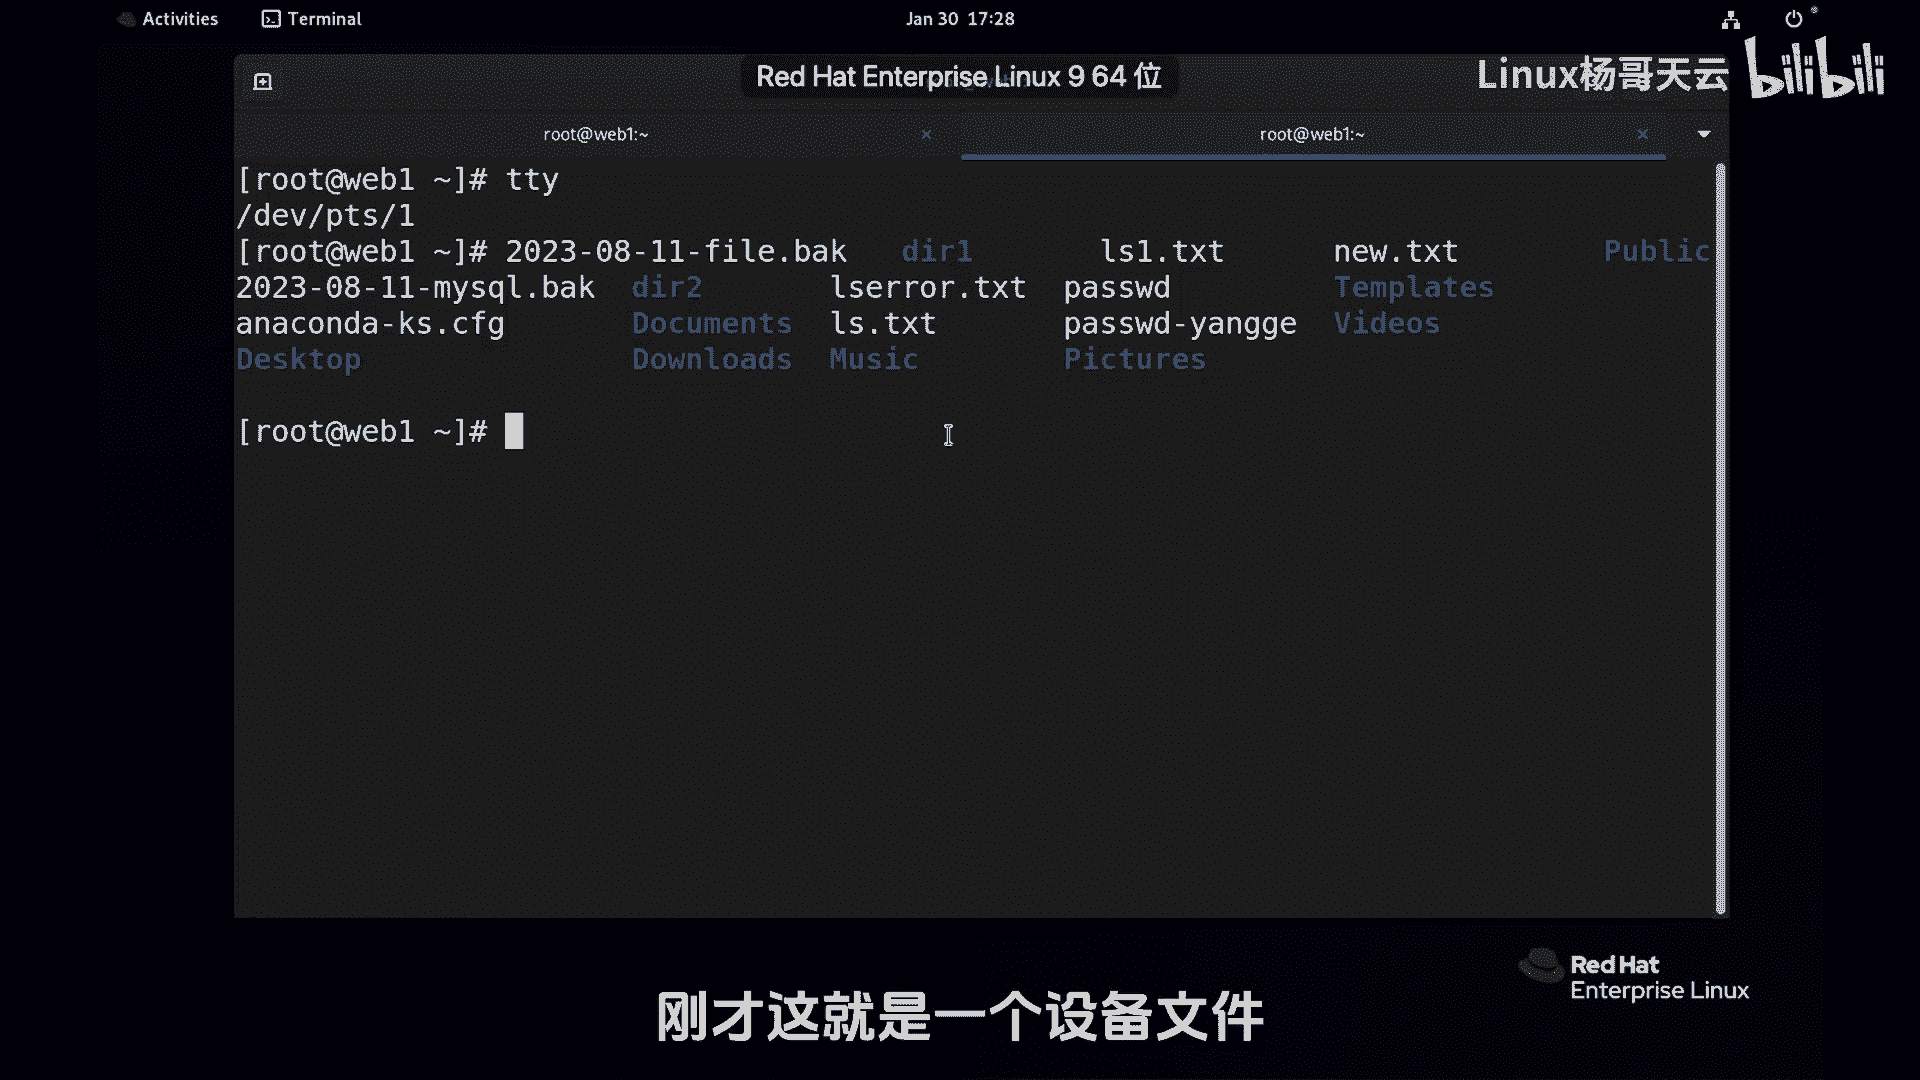 Activities Terminal Jan 30 17:28
Red Hat Enterprise Linux 9 64 位
Linux杨哥天云 bilibili
root@web1:~ × root@web1:~ ×
[root@web1 ~]# tty
/dev/pts/1
[root@web1 ~]# 2023-08-11-file.bak dir1 ls1.txt new.txt Public
2023-08-11-mysql.bak dir2 lserror.txt passwd Templates
anaconda-ks.cfg Documents ls.txt passwd-yangge Videos
Desktop Downloads Music Pictures
[root@web1 ~]#
Red Hat
Enterprise Linux
刚才这就是一个设备文件